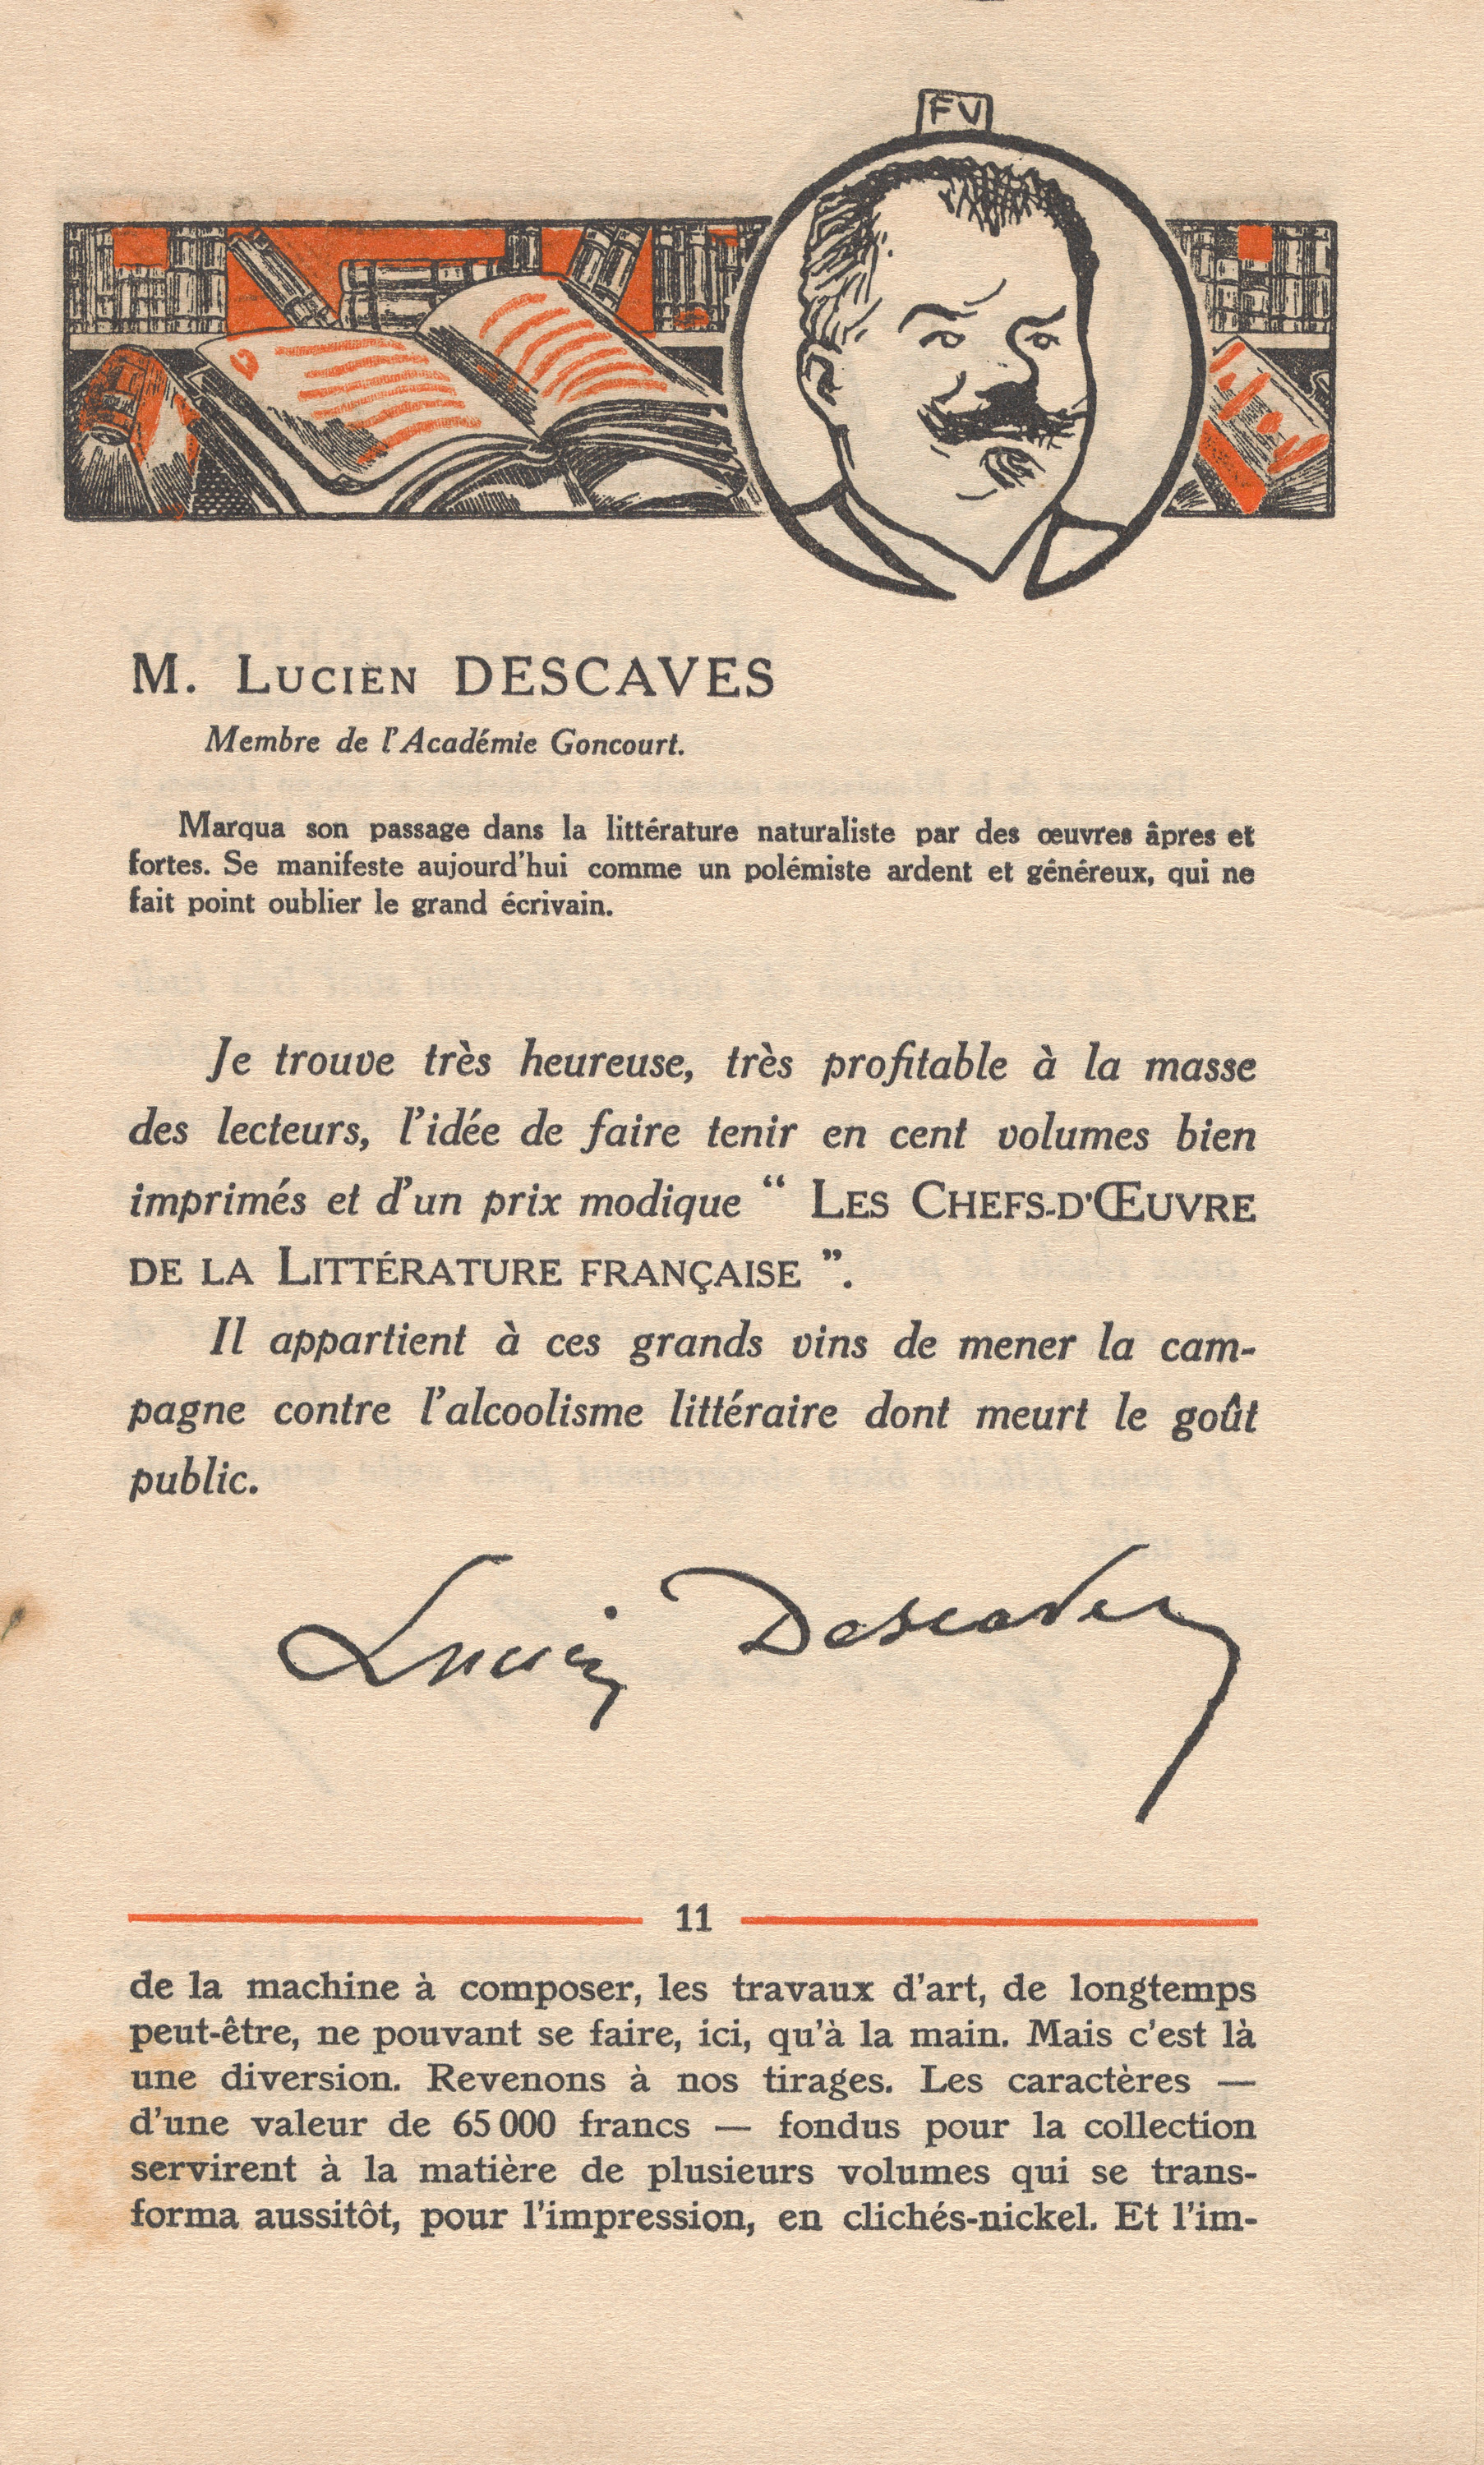 FV
M. LUCIEN DESCAVES
Membre de l'Académie Goncourt.
Marqua son passage dans la littérature naturaliste par des œuvres âpres et
fortes. Se manifeste aujourd'hui comme un polémiste ardent et généreux, qui ne
fait point oublier le grand écrivain.
Je trouve très heureuse, très profitable à la masse
des lecteurs, l'idée de faire tenir en cent volumes bien
imprimés et d'un prix modique “ LES CHEFS-D'ŒUVRE
DE LA LITTÉRATURE FRANÇAISE ”.
Il appartient à ces grands vins de mener la cam-
pagne contre l'alcoolisme littéraire dont meurt le goût
public.
Lucien Descaves
11
de la machine à composer, les travaux d'art, de longtemps
peut-être, ne pouvant se faire, ici, qu'à la main. Mais c'est là
une diversion. Revenons à nos tirages. Les caractères —
d'une valeur de 65 000 francs — fondus pour la collection
servirent à la matière de plusieurs volumes qui se trans-
forma aussitôt, pour l'impression, en clichés-nickel. Et l'im-